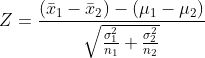 Z = \frac{(\bar{x}_1 - \bar{x}_2) - (\mu_1 - \mu_2)}{\sqrt{\frac{\sigma_1^2}{n_1} + \frac{\sigma_2^2}{n_2}}}